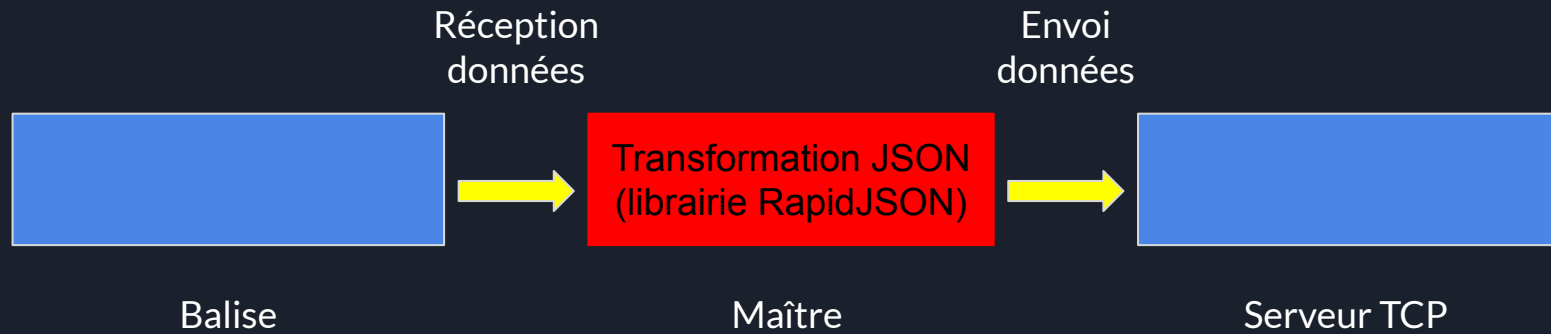 Réception
données
Envoi
données
Transformation JSON
(librairie RapidJSON)
Balise
Maître
Serveur TCP